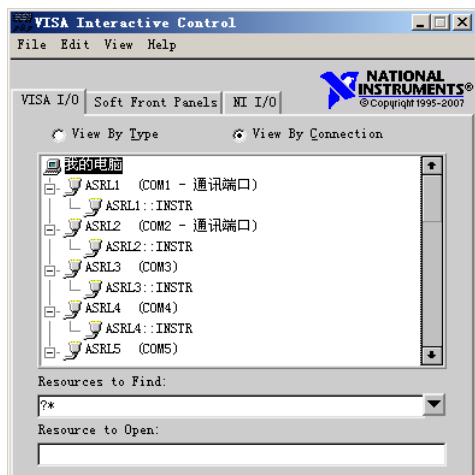 VISA Interactive Control
File Edit View Help
NATIONAL
INSTRUMENTS®
©Copyright 1995-2007
VISA I/O Soft Front Panels NI I/O
View By Type View By Connection
我的电脑
ASRL1 (COM1 - 通讯端口)
ASRL1::INSTR
ASRL2 (COM2 - 通讯端口)
ASRL2::INSTR
ASRL3 (COM3)
ASRL3::INSTR
ASRL4 (COM4)
ASRL4::INSTR
ASRL5 (COM5)
Resources to Find:
?*
Resource to Open: